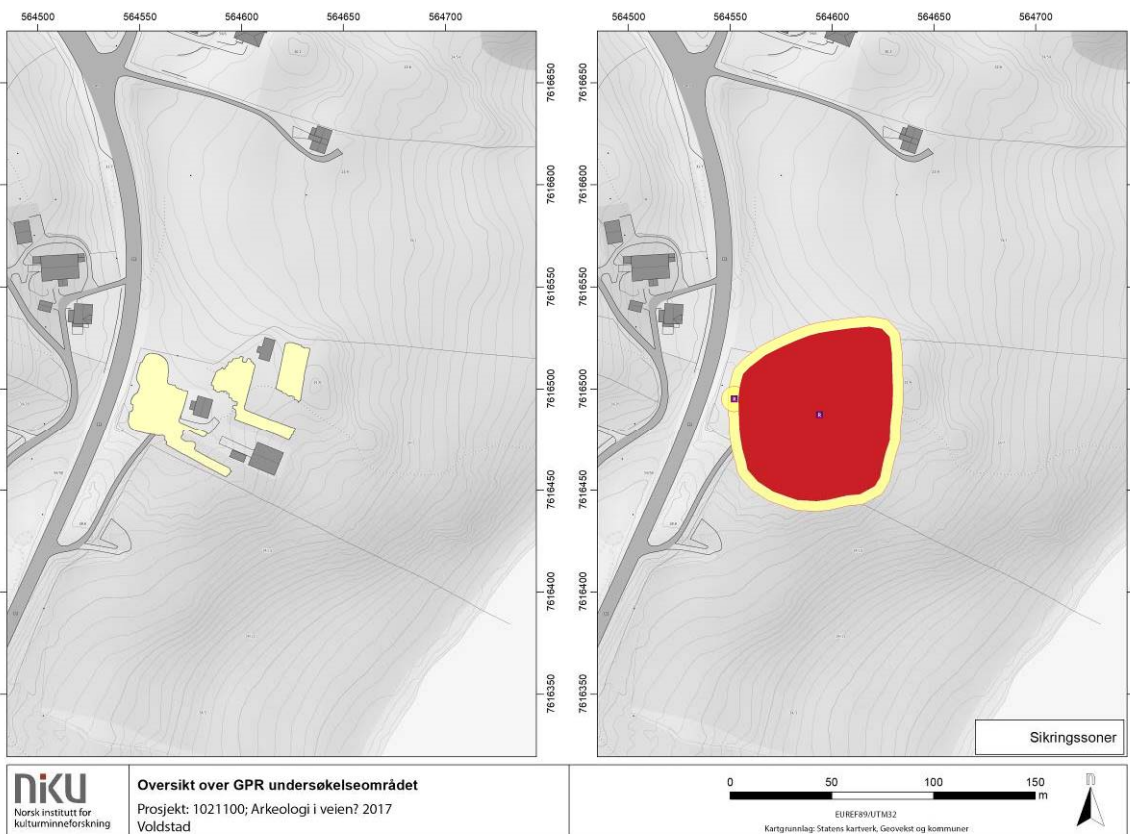 564500 564550 564600 564650 564700
564500 564550 564600 564650 564700
7616650
7616600
7616550
7616500
7616450
7616400
7616350
7616650
7616600
7616550
7616500
7616450
7616400
7616350
R
R
Sikringssoner
NiKU
Norsk institutt for
kulturminneforskning
Oversikt over GPR undersøkelseområdet
Prosjekt: 1021100; Arkeologi i veien? 2017
Voldstad
0 50 100 150
m
EUREF89/UTM32
Kartgrunnlag: Statens kartverk, Geovekst og kommuner
n